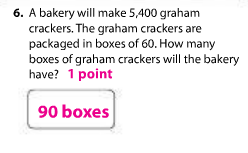 6. A bakery will make 5,400 graham
crackers. The graham crackers are
packaged in boxes of 60. How many
boxes of graham crackers will the bakery
have? 1 point
90 boxes